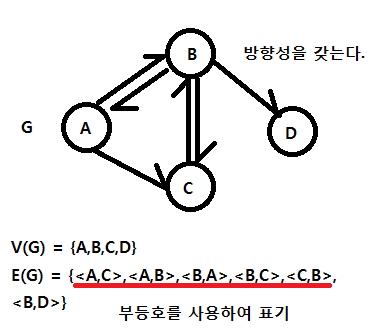 B
방향성을 갖는다.
G
A
D
C
V(G) = {A,B,C,D}
E(G) = {<A,C>,<A,B>,<B,A>,<B,C>,<C,B>,
<B,D>}
부등호를 사용하여 표기